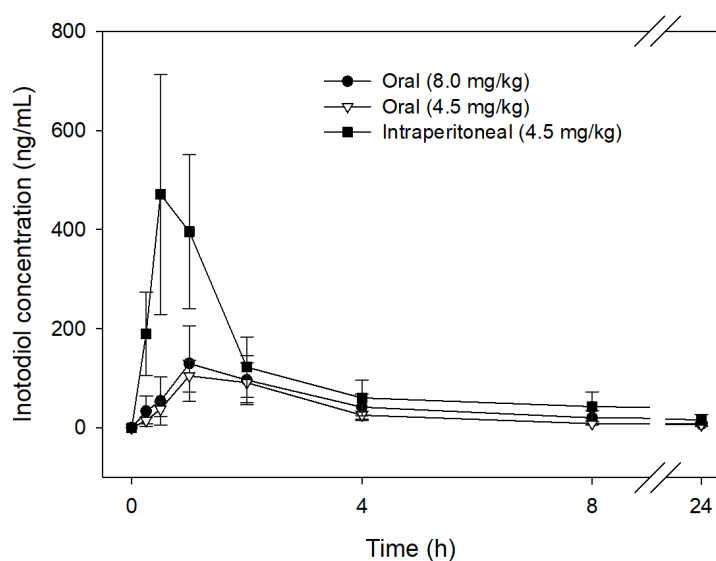 800
600
400
200
0
Inotodiol concentration (ng/mL)
Oral (8.0 mg/kg)
Oral (4.5 mg/kg)
Intraperitoneal (4.5 mg/kg)
0 4 8 24
Time (h)